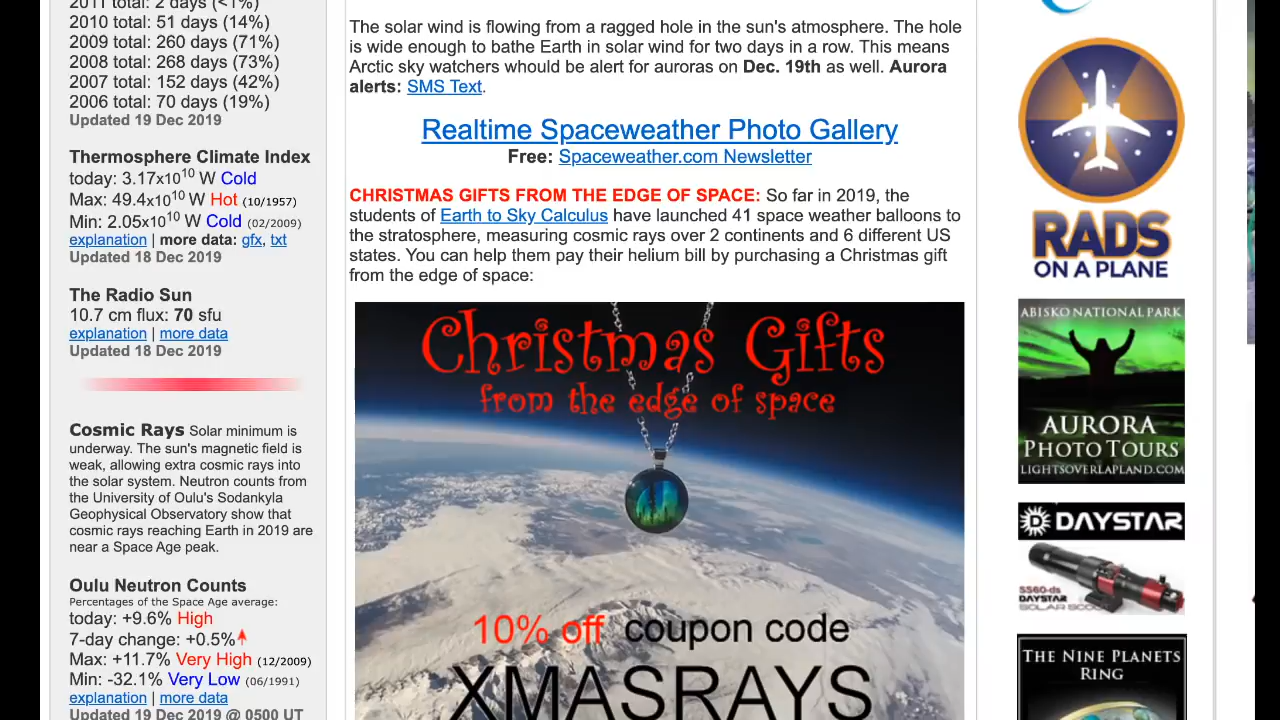 2011 total: 2 days (<1%)
2010 total: 51 days (14%)
2009 total: 260 days (71%)
2008 total: 268 days (73%)
2007 total: 152 days (42%)
2006 total: 70 days (19%)
Updated 19 Dec 2019
Thermosphere Climate Index
today: 3.17x10¹⁰ W Cold
Max: 49.4x10¹⁰ W Hot (10/1957)
Min: 2.05x10¹⁰ W Cold (02/2009)
explanation | more data: gfx, txt
Updated 18 Dec 2019
The Radio Sun
10.7 cm flux: 70 sfu
explanation | more data
Updated 18 Dec 2019
Cosmic Rays Solar minimum is
underway. The sun's magnetic field is
weak, allowing extra cosmic rays into
the solar system. Neutron counts from
the University of Oulu's Sodankyla
Geophysical Observatory show that
cosmic rays reaching Earth in 2019 are
near a Space Age peak.
Oulu Neutron Counts
Percentages of the Space Age average:
today: +9.6% High
7-day change: +0.5%
Max: +11.7% Very High (12/2009)
Min: -32.1% Very Low (06/1991)
explanation | more data
Updated 19 Dec 2019 @ 0500 UT
The solar wind is flowing from a ragged hole in the sun's atmosphere. The hole
is wide enough to bathe Earth in solar wind for two days in a row. This means
Arctic sky watchers whould be alert for auroras on Dec. 19th as well. Aurora
alerts: SMS Text.
Realtime Spaceweather Photo Gallery
Free: Spaceweather.com Newsletter
CHRISTMAS GIFTS FROM THE EDGE OF SPACE: So far in 2019, the
students of Earth to Sky Calculus have launched 41 space weather balloons to
the stratosphere, measuring cosmic rays over 2 continents and 6 different US
states. You can help them pay their helium bill by purchasing a Christmas gift
from the edge of space:
Christmas Gifts
from the edge of space
10% off coupon code
XMASRAYS
RADS
ON A PLANE
ABISKO NATIONAL PARK
AURORA
PHOTO TOURS
LIGHTSOVERLAPLAND.COM
DAYSTAR
SS60-ds
DAYSTAR
SOLAR SCOPE
THE NINE PLANETS
RING